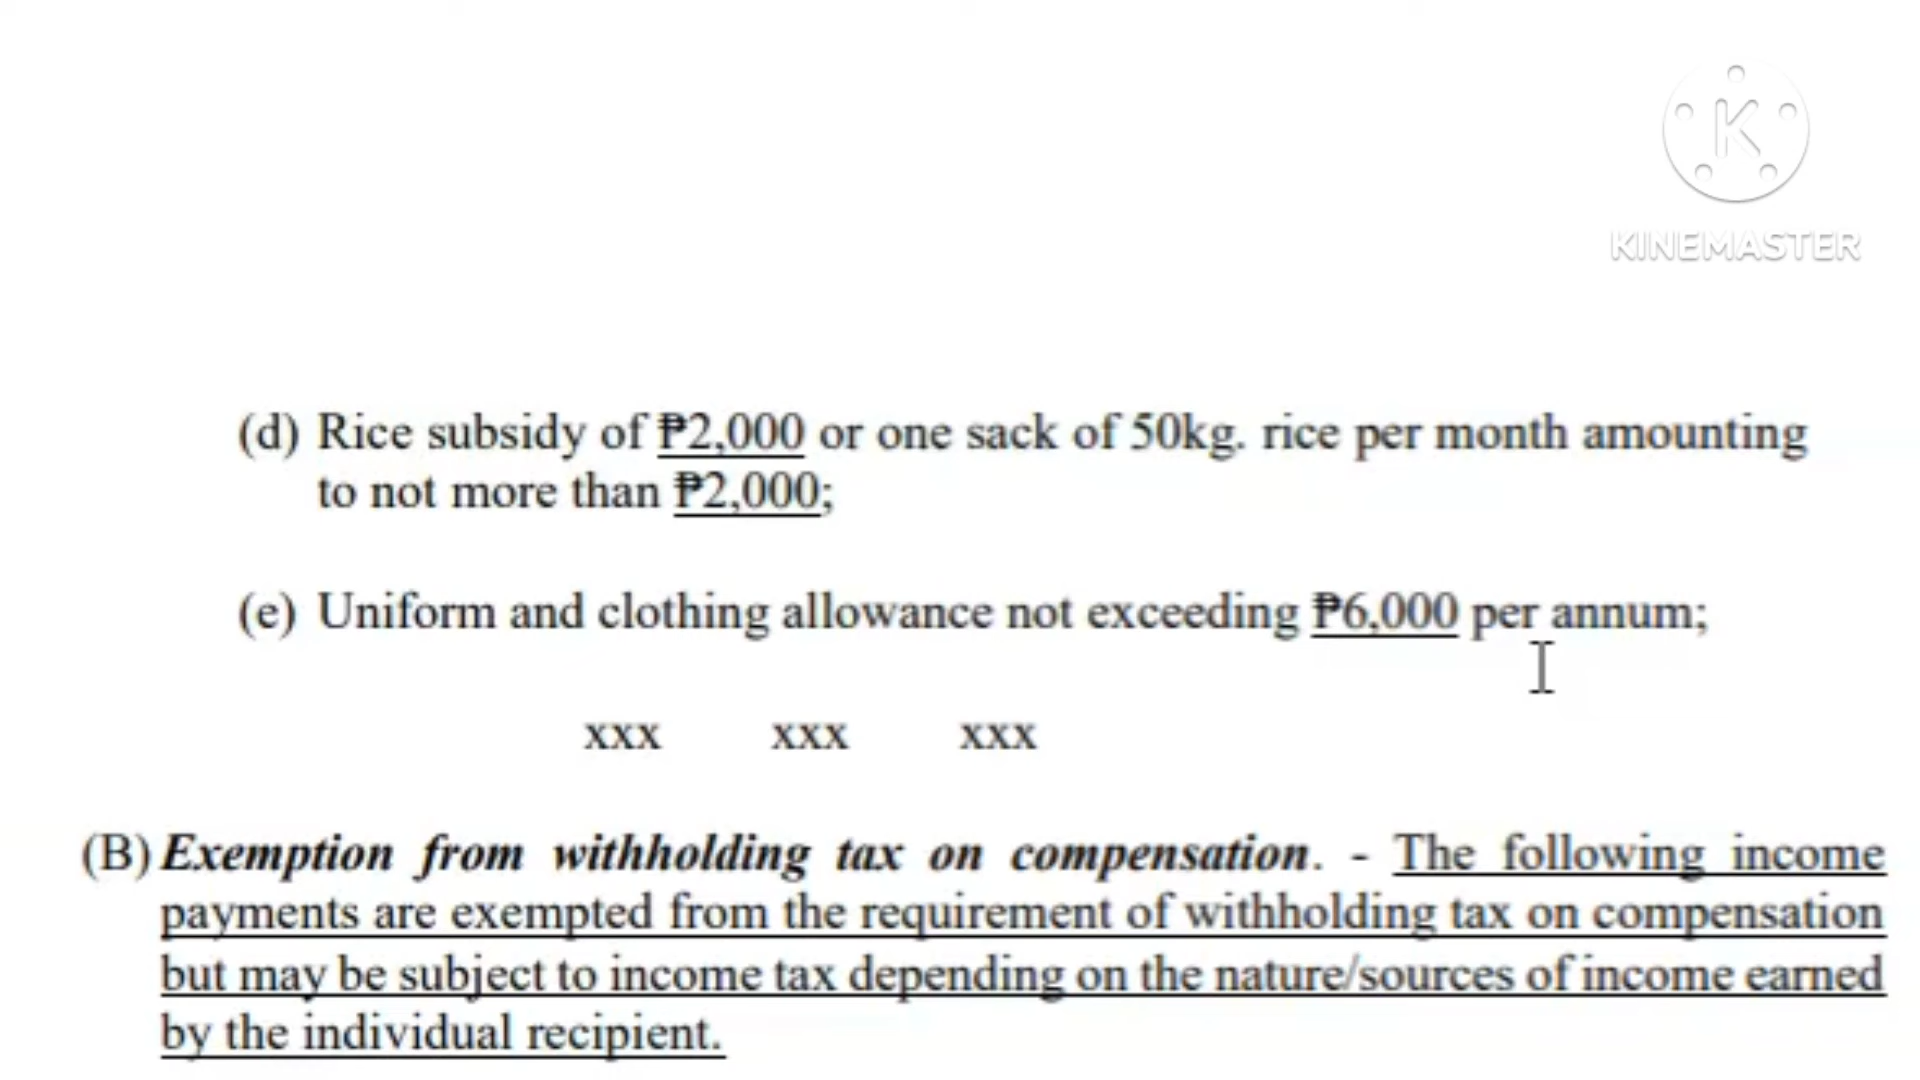 K
KINEMASTER
(d) Rice subsidy of ₱2,000 or one sack of 50kg. rice per month amounting
to not more than ₱2,000;
(e) Uniform and clothing allowance not exceeding ₱6,000 per annum;
xxx xxx xxx
(B) Exemption from withholding tax on compensation. - The following income
payments are exempted from the requirement of withholding tax on compensation
but may be subject to income tax depending on the nature/sources of income earned
by the individual recipient.